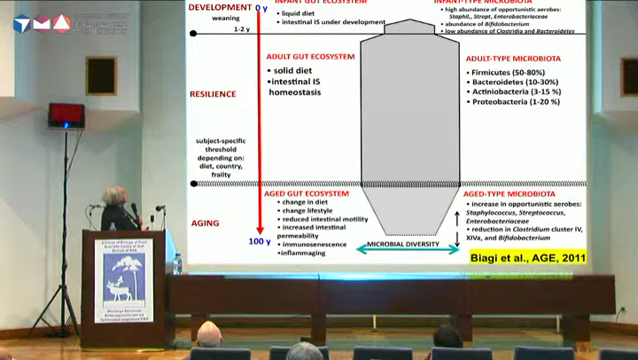 DEVELOPMENT
0 y
weaning
1-2 y
INFANT GUT ECOSYSTEM
• liquid diet
• intestinal IS under development
INFANT-TYPE MICROBIOTA
• high abundance of opportunistic aerobes:
Staphil., Strept, Enterobacteriaceae
• abundance of Bifidobacterium
• low abundance of Clostridia and Bacteroidetes
RESILIENCE
ADULT GUT ECOSYSTEM
• solid diet
•intestinal IS
homeostasis
ADULT-TYPE MICROBIOTA
• Firmicutes (50-80%)
• Bacteroidetes (10-30%)
• Actiniobacteria (3-15 %)
• Proteobacteria (1-20 %)
subject-specific
threshold
depending on:
diet, country,
frailty
AGING
100 y
AGED GUT ECOSYSTEM
• change in diet
• change lifestyle
• reduced intestinal motility
• increased intestinal
permeability
• immunosenescence
•inflammaging
MICROBIAL DIVERSITY
AGED-TYPE MICROBIOTA
• increase in opportunistic aerobes:
Staphylococcus, Streptococcus,
Enterobacteriaceae
• reduction in Clostridium cluster IV,
XIVa, and Bifidobacterium
Biagi et al., AGE, 2011